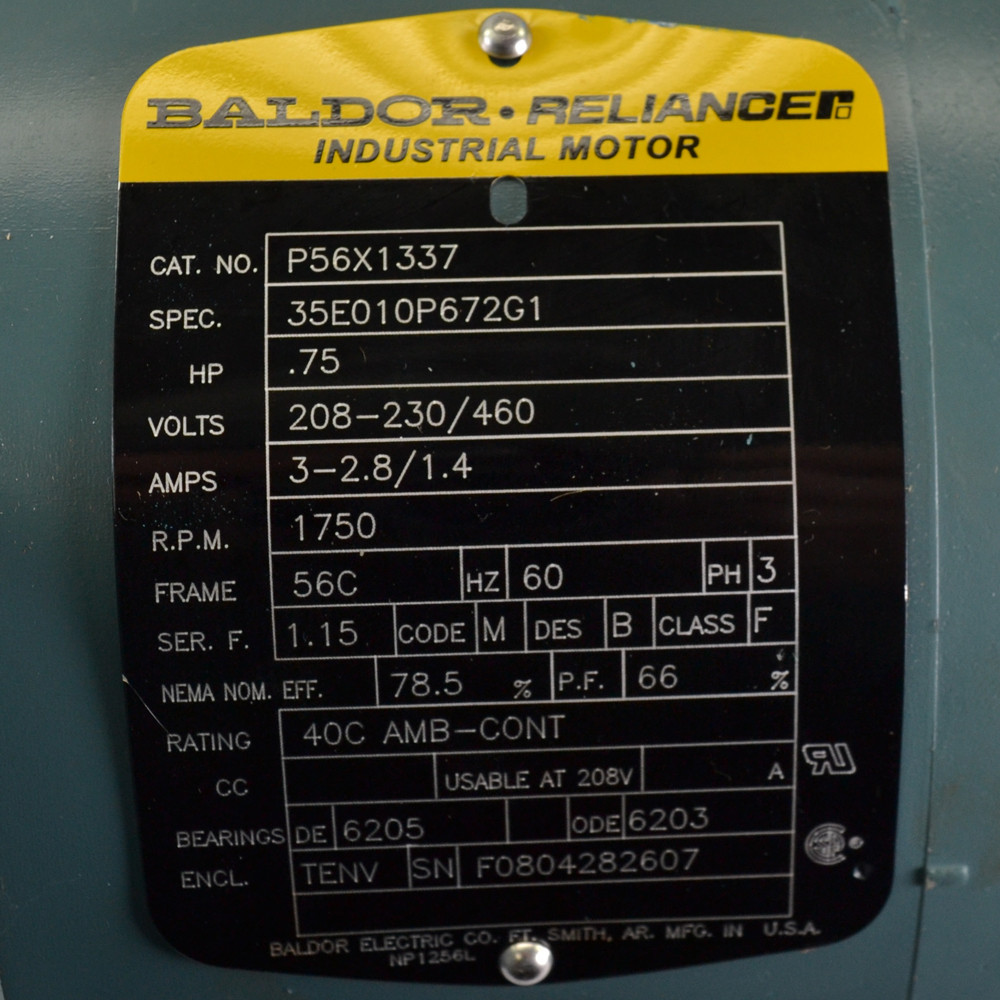 BALDOR • RELIANCER
INDUSTRIAL MOTOR
CAT. NO. P56X1337
SPEC. 35E010P672G1
HP .75
VOLTS 208-230/460
AMPS 3-2.8/1.4
R.P.M. 1750
FRAME 56C HZ 60 PH 3
SER. F. 1.15 CODE M DES B CLASS F
NEMA NOM. EFF. 78.5 % P.F. 66 %
RATING 40C AMB-CONT
CC USABLE AT 208V A
BEARINGS DE 6205 ODE 6203
ENCL. TENV SN F0804282607
BALDOR ELECTRIC CO. FT. SMITH, AR. MFG. IN U.S.A.
NP1256L